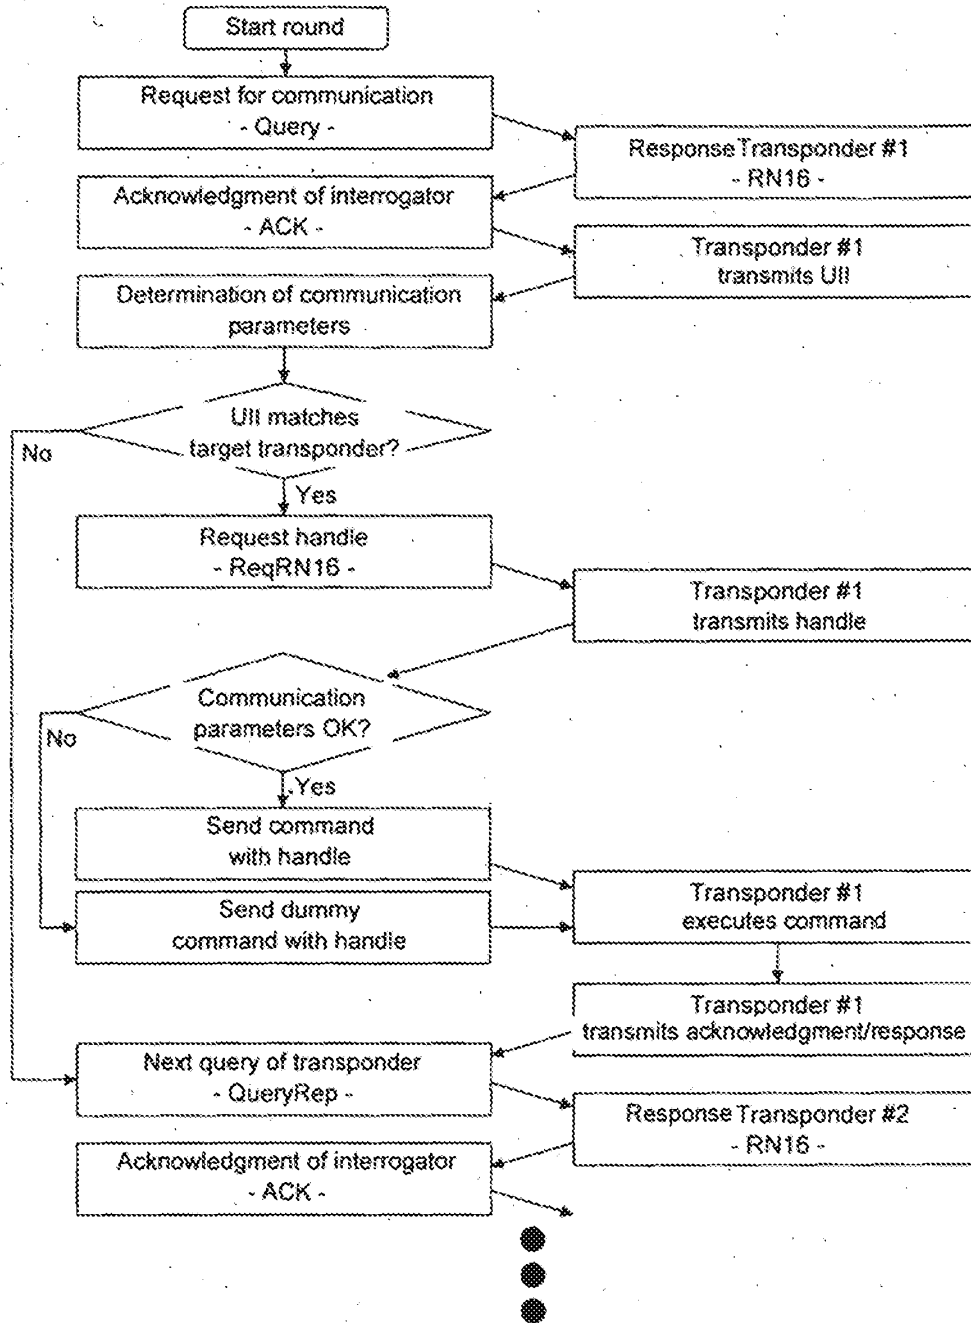 Start round
Request for communication
- Query -
Response Transponder #1
- RN16 -
Acknowledgment of interrogator
- ACK -
Transponder #1
transmits UII
Determination of communication
parameters
UII matches
target transponder?
No
Yes
Request handle
- ReqRN16 -
Transponder #1
transmits handle
Communication
parameters OK?
No
Yes
Send command
with handle
Transponder #1
executes command
Send dummy
command with handle
Transponder #1
transmits acknowledgment/response
Next query of transponder
- QueryRep -
Response Transponder #2
- RN16 -
Acknowledgment of interrogator
- ACK -